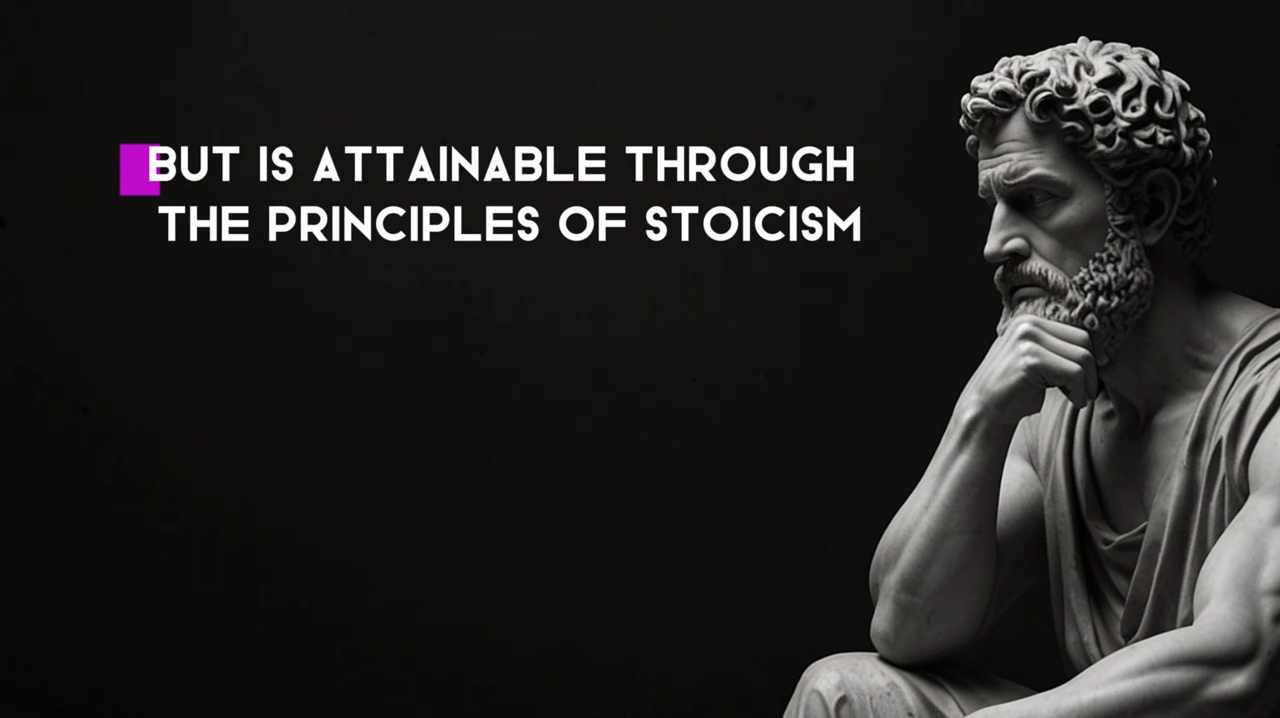 BUT IS ATTAINABLE THROUGH
THE PRINCIPLES OF STOICISM